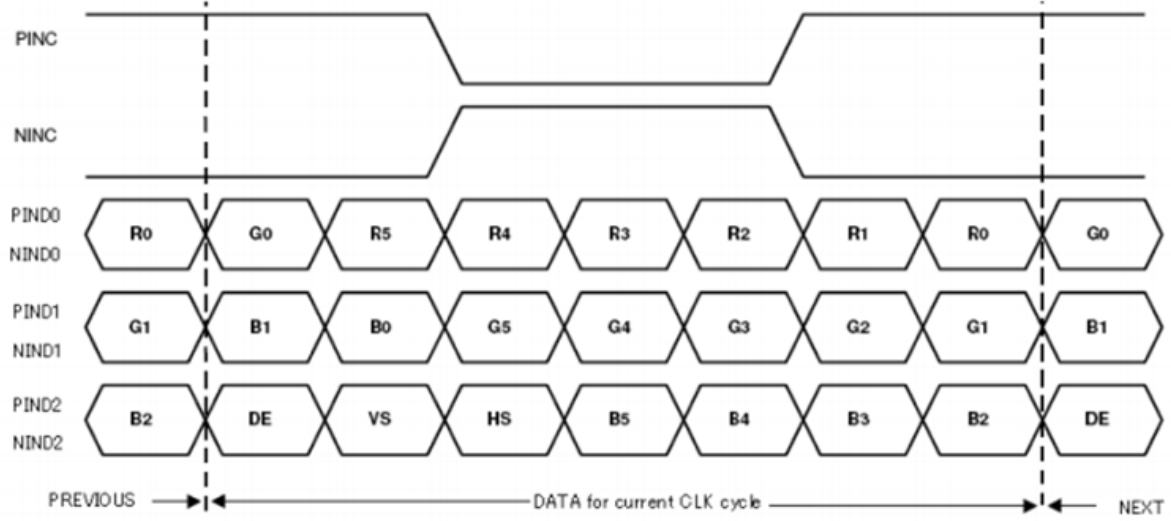 PINC
NINC
PIND0
NIND0
R0 G0 R5 R4 R3 R2 R1 R0 G0
PIND1
NIND1
G1 B1 B0 G5 G4 G3 G2 G1 B1
PIND2
NIND2
B2 DE VS HS B5 B4 B3 B2 DE
PREVIOUS DATA for current CLK cycle NEXT